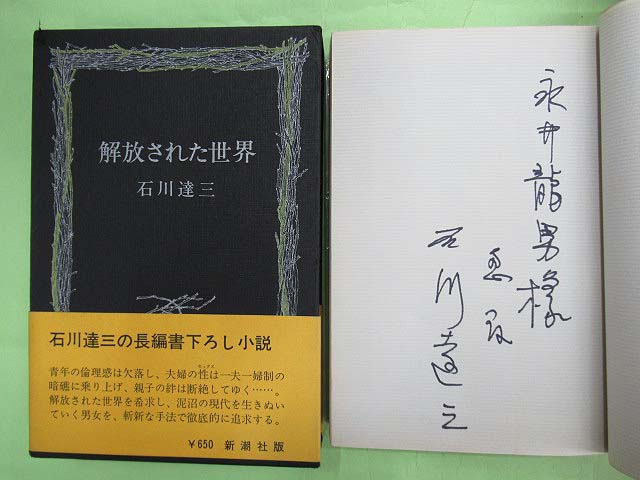 解放された世界
石川達三
石川達三の長編書下ろし小説
青年の倫理感は欠落し、夫婦の性は一夫一婦制の
セックス
暗礁に乗り上げ、親子の絆は断絶してゆく……。
解放された世界を希求し、泥沼の現代を生きぬい
ていく男女を、斬新な手法で徹底的に追求する。
￥650 新潮社版
永井龍男様
恵存
石川達三